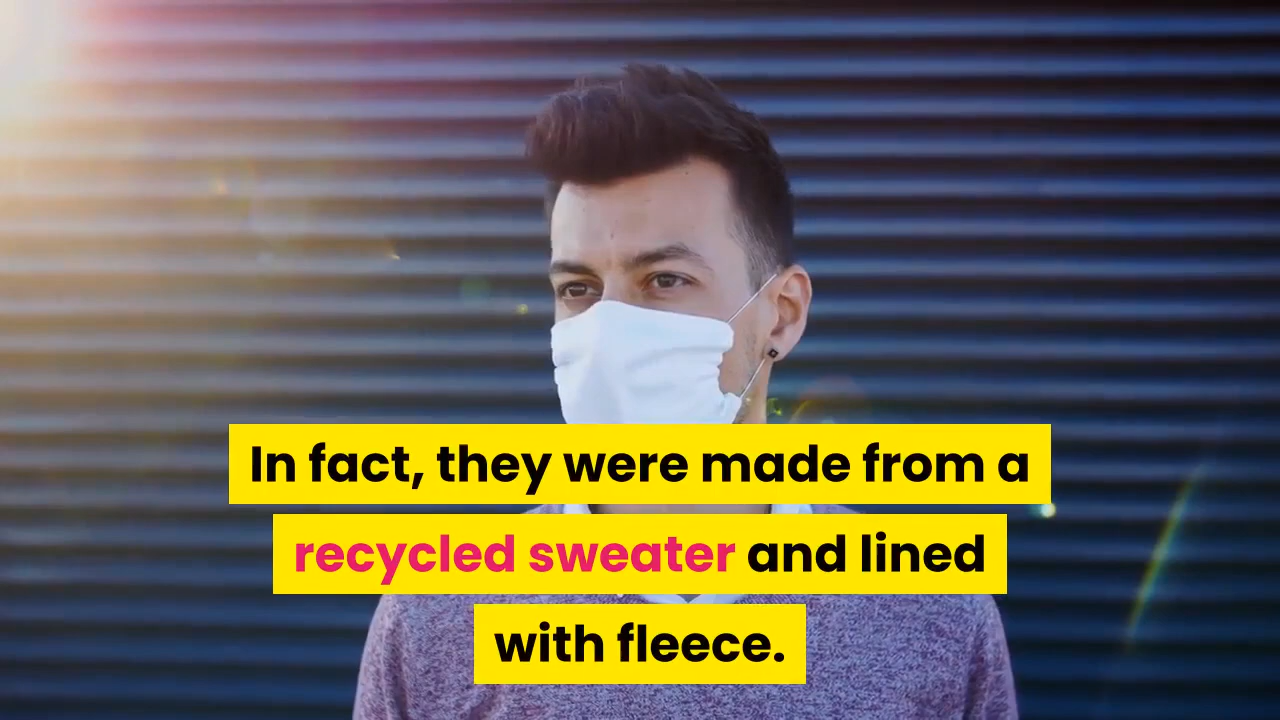 In fact, they were made from a
recycled sweater and lined
with fleece.